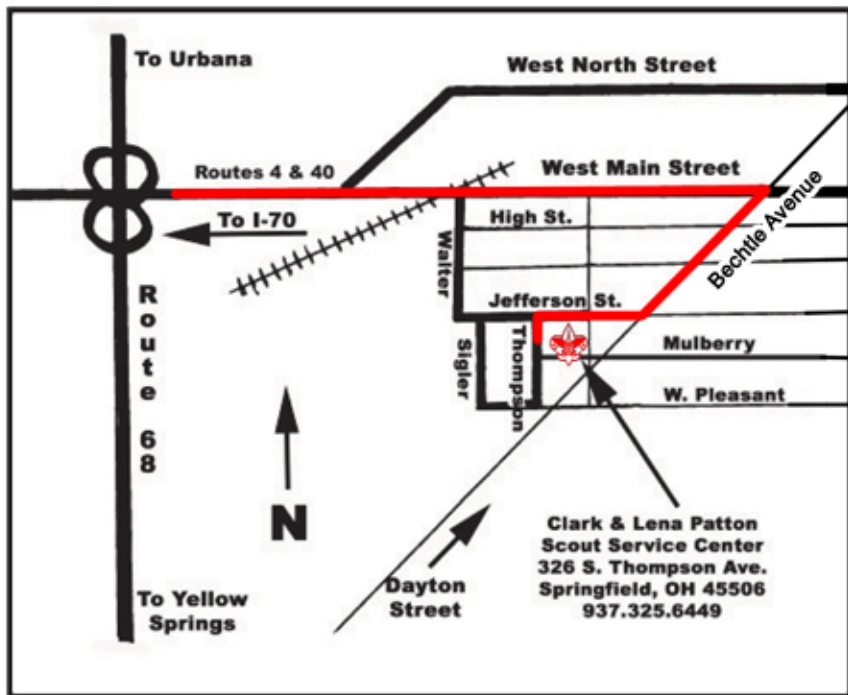 To Urbana
West North Street
Routes 4 & 40
West Main Street
To I-70
High St.
Bechtle Avenue
Walter
Route 68
Jefferson St.
Sigler
Thompson
Mulberry
W. Pleasant
N
Clark & Lena Patton
Scout Service Center
326 S. Thompson Ave.
Springfield, OH 45506
937.325.6449
Dayton
Street
To Yellow
Springs